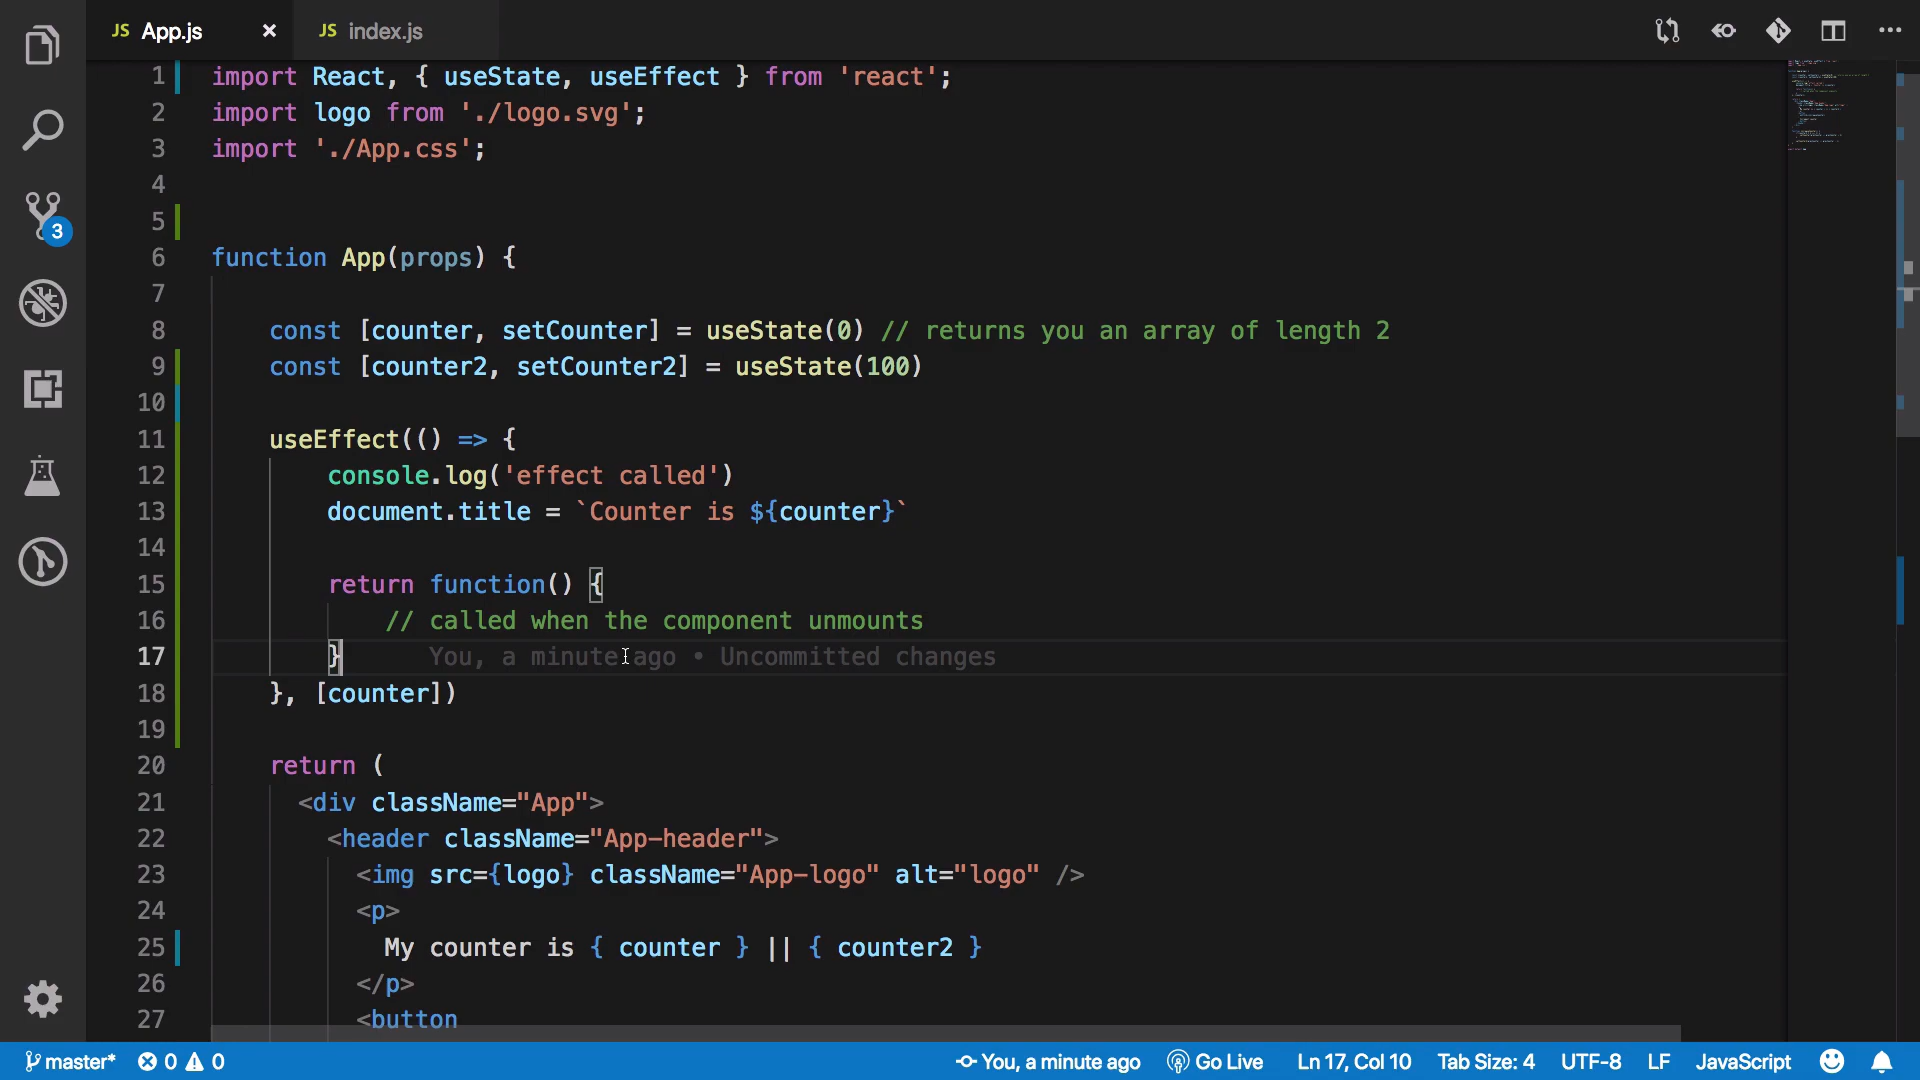 JS App.js × JS index.js
1 import React, { useState, useEffect } from 'react';
2 import logo from './logo.svg';
3 import './App.css';
4
5
6 function App(props) {
7
8 const [counter, setCounter] = useState(0) // returns you an array of length 2
9 const [counter2, setCounter2] = useState(100)
10
11 useEffect(() => {
12 console.log('effect called')
13 document.title = `Counter is ${counter}`
14
15 return function() {
16 // called when the component unmounts
17 } You, a minute ago • Uncommitted changes
18 }, [counter])
19
20 return (
21 <div className="App">
22 <header className="App-header">
23 <img src={logo} className="App-logo" alt="logo" />
24 <p>
25 My counter is { counter } || { counter2 }
26 </p>
27 <button
3
master* 0 0 You, a minute ago Go Live Ln 17, Col 10 Tab Size: 4 UTF-8 LF JavaScript